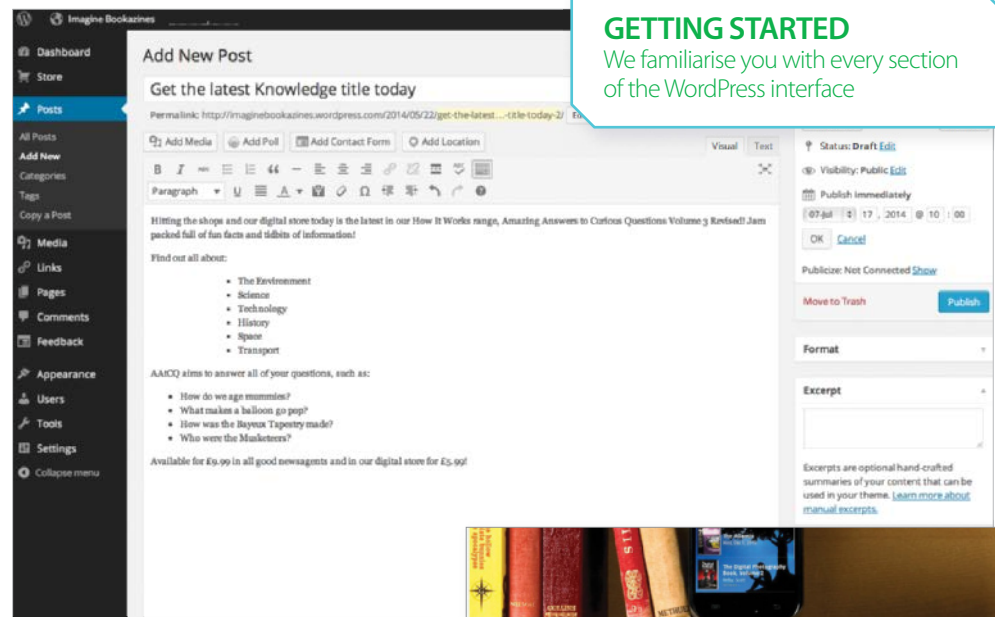 Imagine Bookazines
GETTING STARTED
We familiarise you with every section
of the WordPress interface
Dashboard
Store
Posts
All Posts
Add New
Categories
Tags
Copy a Post
Media
Links
Pages
Comments
Feedback
Appearance
Users
Tools
Settings
Collapse menu
Add New Post
Get the latest Knowledge title today
Permalink: http://imaginebookazines.wordpress.com/2014/05/22/get-the-latest...-title-today-2/
Add Media Add Poll Add Contact Form Add Location
Visual Text
B I
Paragraph U A Ω
Hitting the shops and our digital store today is the latest in our How It Works range, Amazing Answers to Curious Questions Volume 3 Revised! Jam
packed full of fun facts and tidbits of information!
Find out all about:
• The Environment
• Science
• Technology
• History
• Space
• Transport
AAtCQ aims to answer all of your questions, such as:
• How do we age mummies?
• What makes a balloon go pop?
• How was the Bayeux Tapestry made?
• Who were the Musketeers?
Available for £9.99 in all good newsagents and in our digital store for £5.99!
Status: Draft Edit
Visibility: Public Edit
Publish immediately
07-Jul 17 , 2014 @ 10 : 00
OK Cancel
Publicize: Not Connected Show
Move to Trash Publish
Format
Excerpt
Excerpts are optional hand-crafted
summaries of your content that can be
used in your theme. Learn more about
manual excerpts.
The Digital Photography
METHUEN